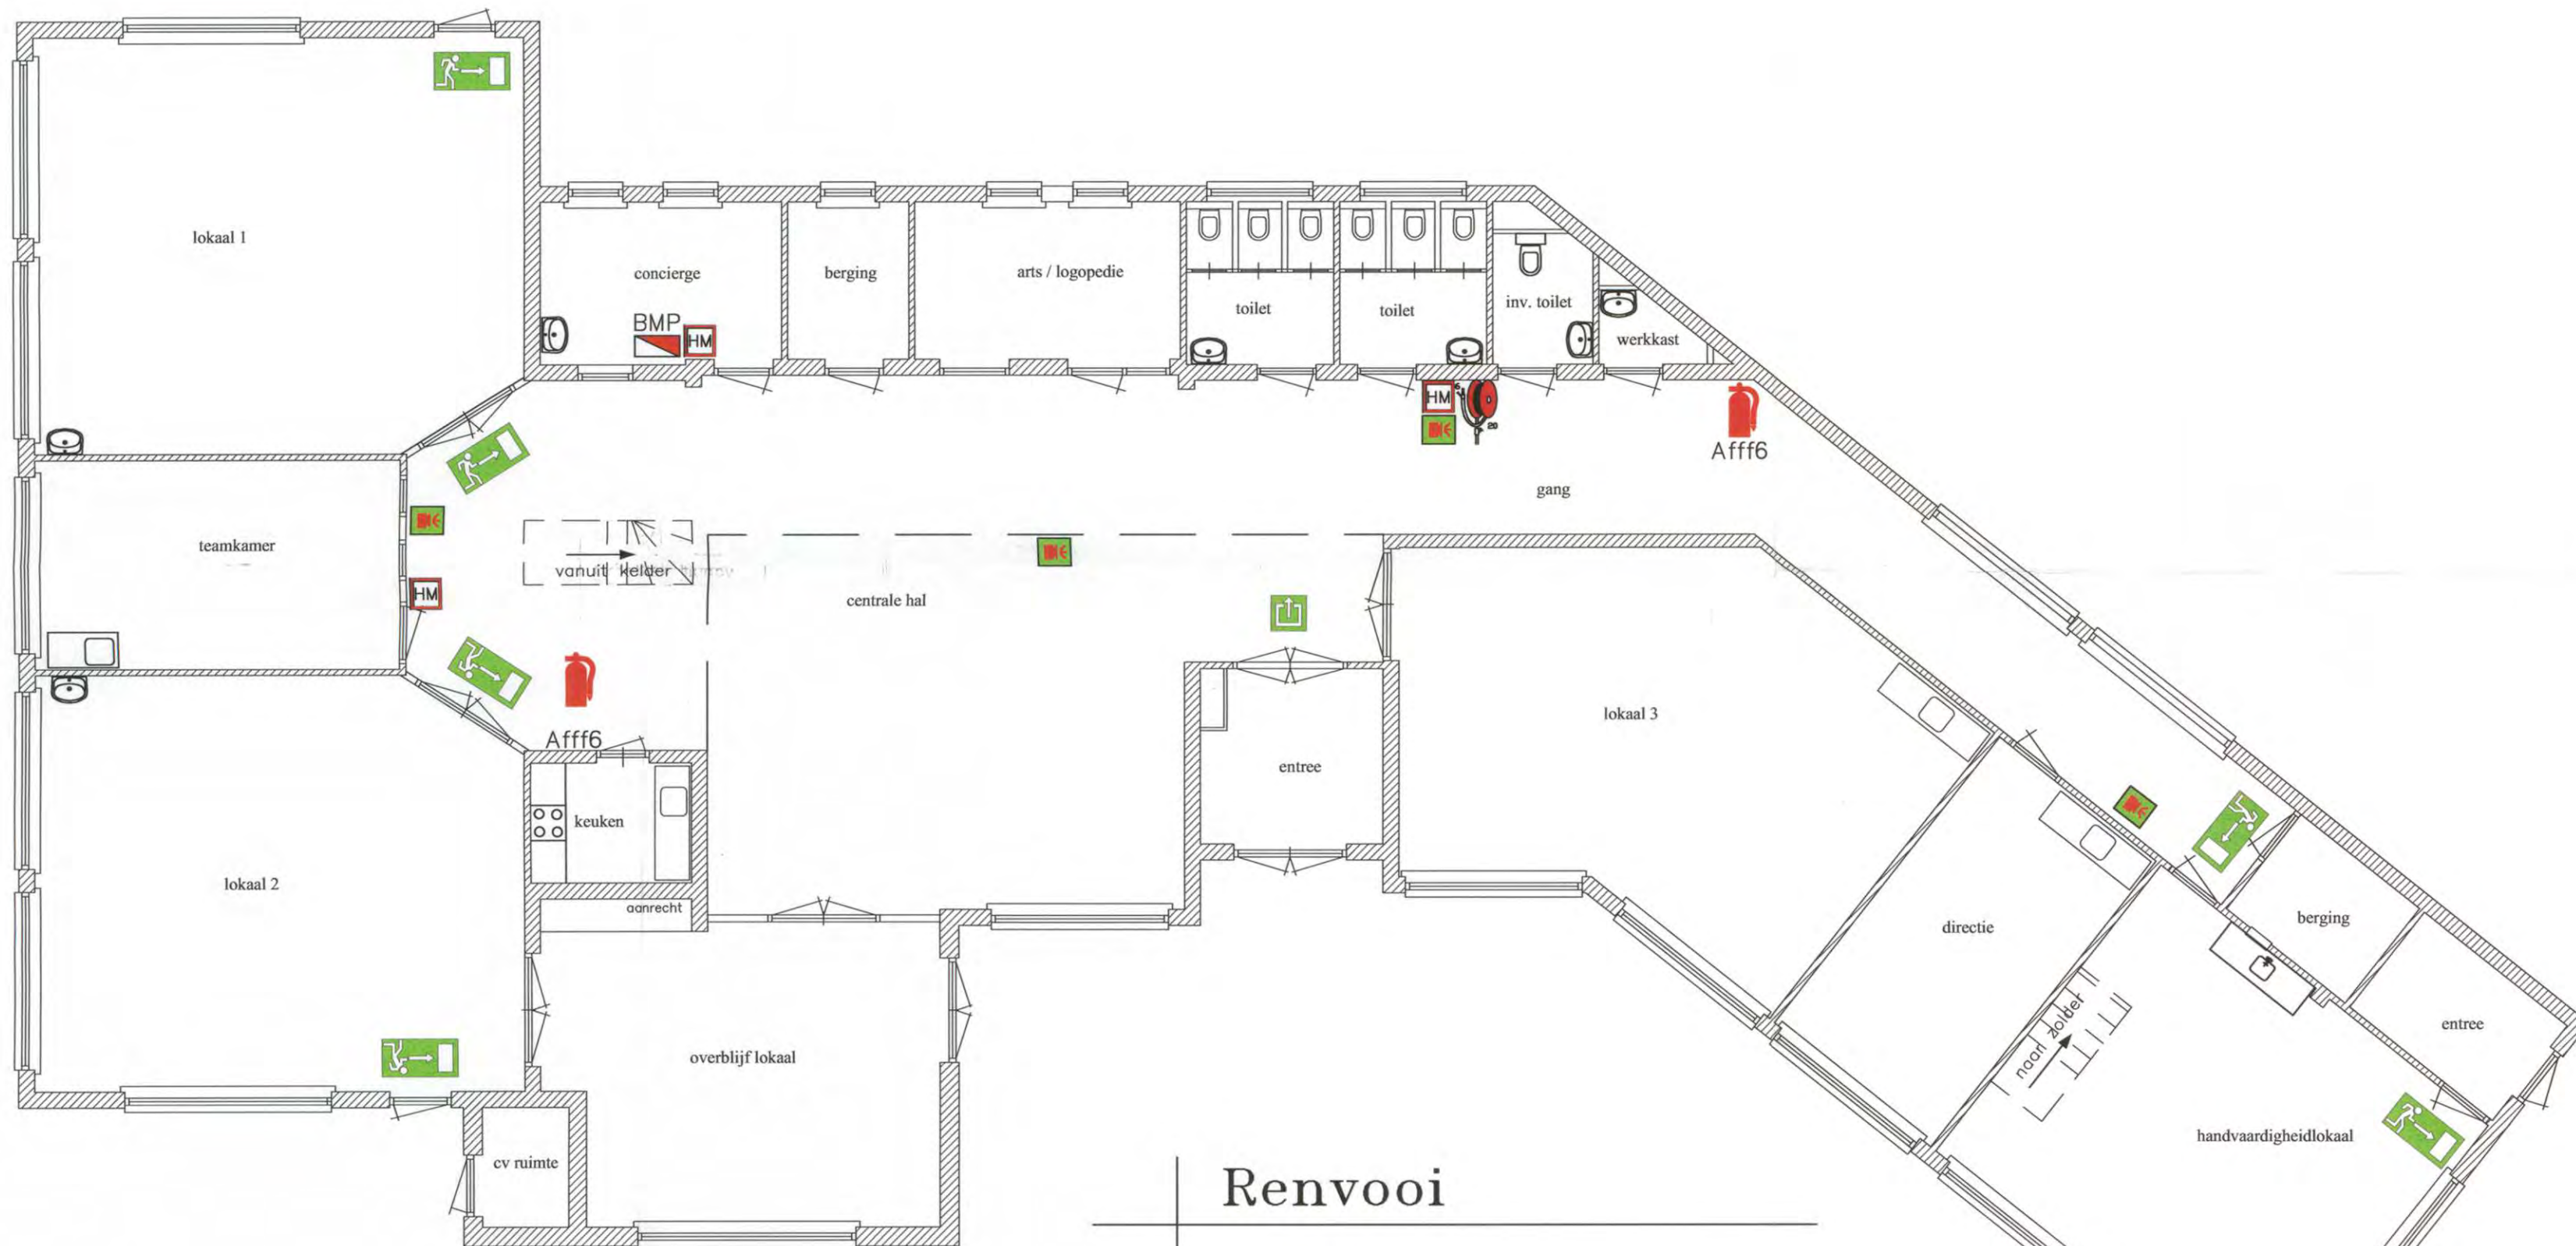 lokaal 1
concierge
BMP
HM
berging
arts / logopedie
toilet
toilet
inv. toilet
werkkast
HM
6
20
Afff6
gang
teamkamer
HM
vanuit kelder
centrale hal
Afff6
keuken
aanrecht
entree
lokaal 3
lokaal 2
directie
berging
entree
naar zolder
handvaardigheidlokaal
overblijf lokaal
cv ruimte
Renvooi